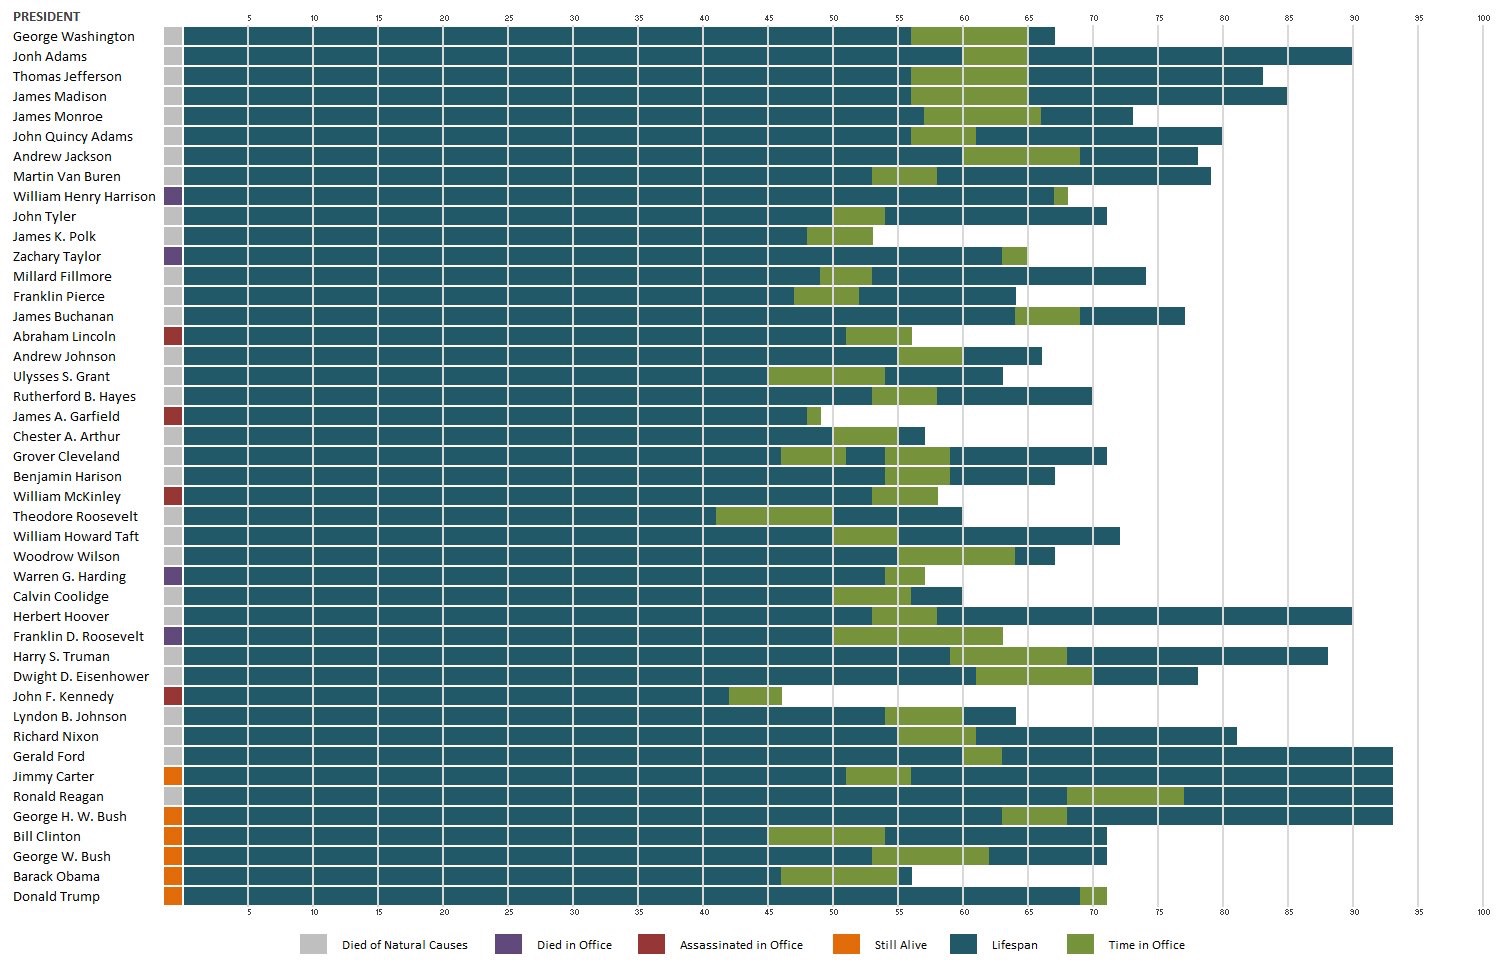 PRESIDENT 5 10 15 20 25 30 35 40 45 50 55 60 65 70 75 80 85 90 95 100
George Washington
Jonh Adams
Thomas Jefferson
James Madison
James Monroe
John Quincy Adams
Andrew Jackson
Martin Van Buren
William Henry Harrison
John Tyler
James K. Polk
Zachary Taylor
Millard Fillmore
Franklin Pierce
James Buchanan
Abraham Lincoln
Andrew Johnson
Ulysses S. Grant
Rutherford B. Hayes
James A. Garfield
Chester A. Arthur
Grover Cleveland
Benjamin Harison
William McKinley
Theodore Roosevelt
William Howard Taft
Woodrow Wilson
Warren G. Harding
Calvin Coolidge
Herbert Hoover
Franklin D. Roosevelt
Harry S. Truman
Dwight D. Eisenhower
John F. Kennedy
Lyndon B. Johnson
Richard Nixon
Gerald Ford
Jimmy Carter
Ronald Reagan
George H. W. Bush
Bill Clinton
George W. Bush
Barack Obama
Donald Trump
5 10 15 20 25 30 35 40 45 50 55 60 65 70 75 80 85 90 95 100
Died of Natural Causes Died in Office Assassinated in Office Still Alive Lifespan Time in Office